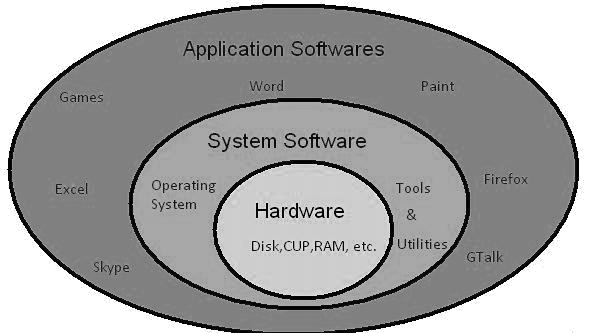 Application Softwares
Word
Paint
Games
System Software
Firefox
Excel
Operating
System
Tools
&
Utilities
Hardware
Disk,CUP,RAM, etc.
GTalk
Skype